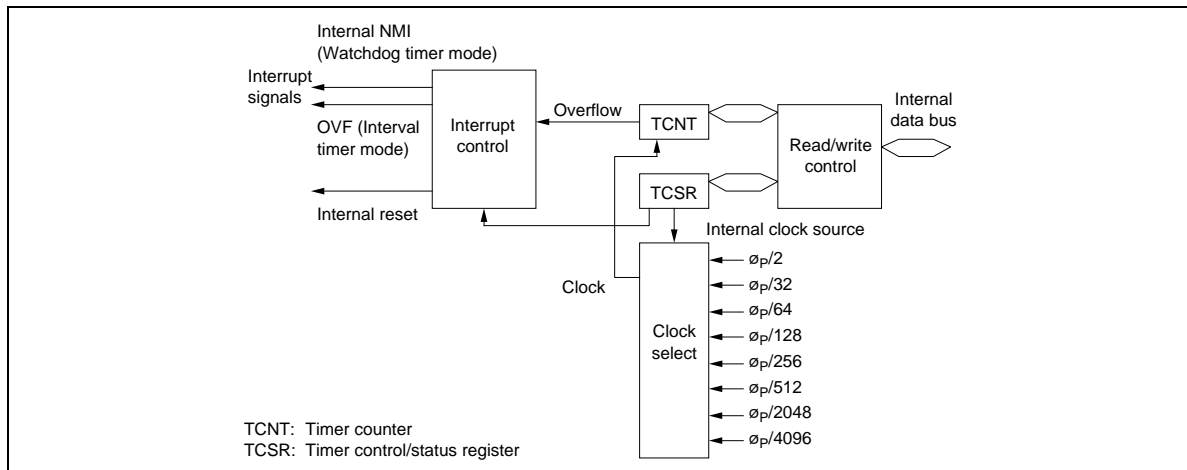 Internal NMI
(Watchdog timer mode)
Interrupt
signals
OVF (Interval
timer mode)
Internal reset
Interrupt
control
Overflow
TCNT
TCSR
Read/write
control
Internal
data bus
Internal clock source
Clock
Clock
select
øP/2
øP/32
øP/64
øP/128
øP/256
øP/512
øP/2048
øP/4096
TCNT: Timer counter
TCSR: Timer control/status register